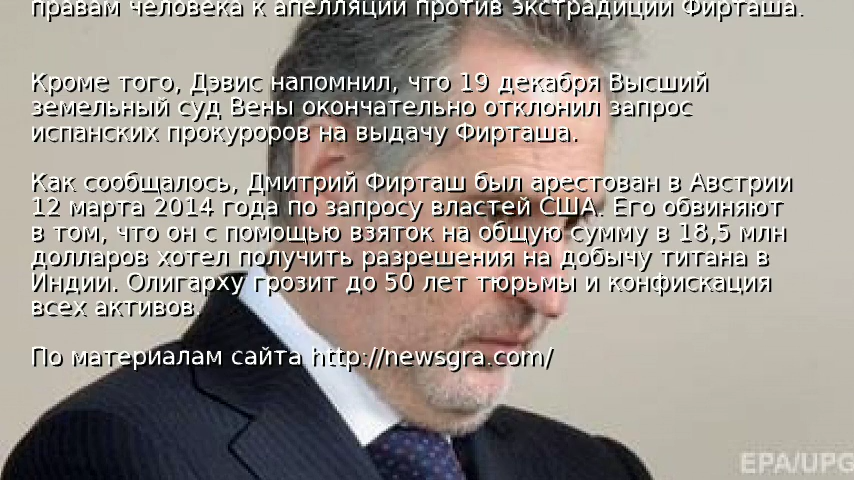 правам человека к апелляции против экстрадиции Фирташа.
Кроме того, Дэвис напомнил, что 19 декабря Высший
земельный суд Вены окончательно отклонил запрос
испанских прокуроров на выдачу Фирташа.
Как сообщалось, Дмитрий Фирташ был арестован в Австрии
12 марта 2014 года по запросу властей США. Его обвиняют
в том, что он с помощью взяток на общую сумму в 18,5 млн
долларов хотел получить разрешения на добычу титана в
Индии. Олигарху грозит до 50 лет тюрьмы и конфискация
всех активов.
По материалам сайта http://newsgra.com/
EPA/UPG